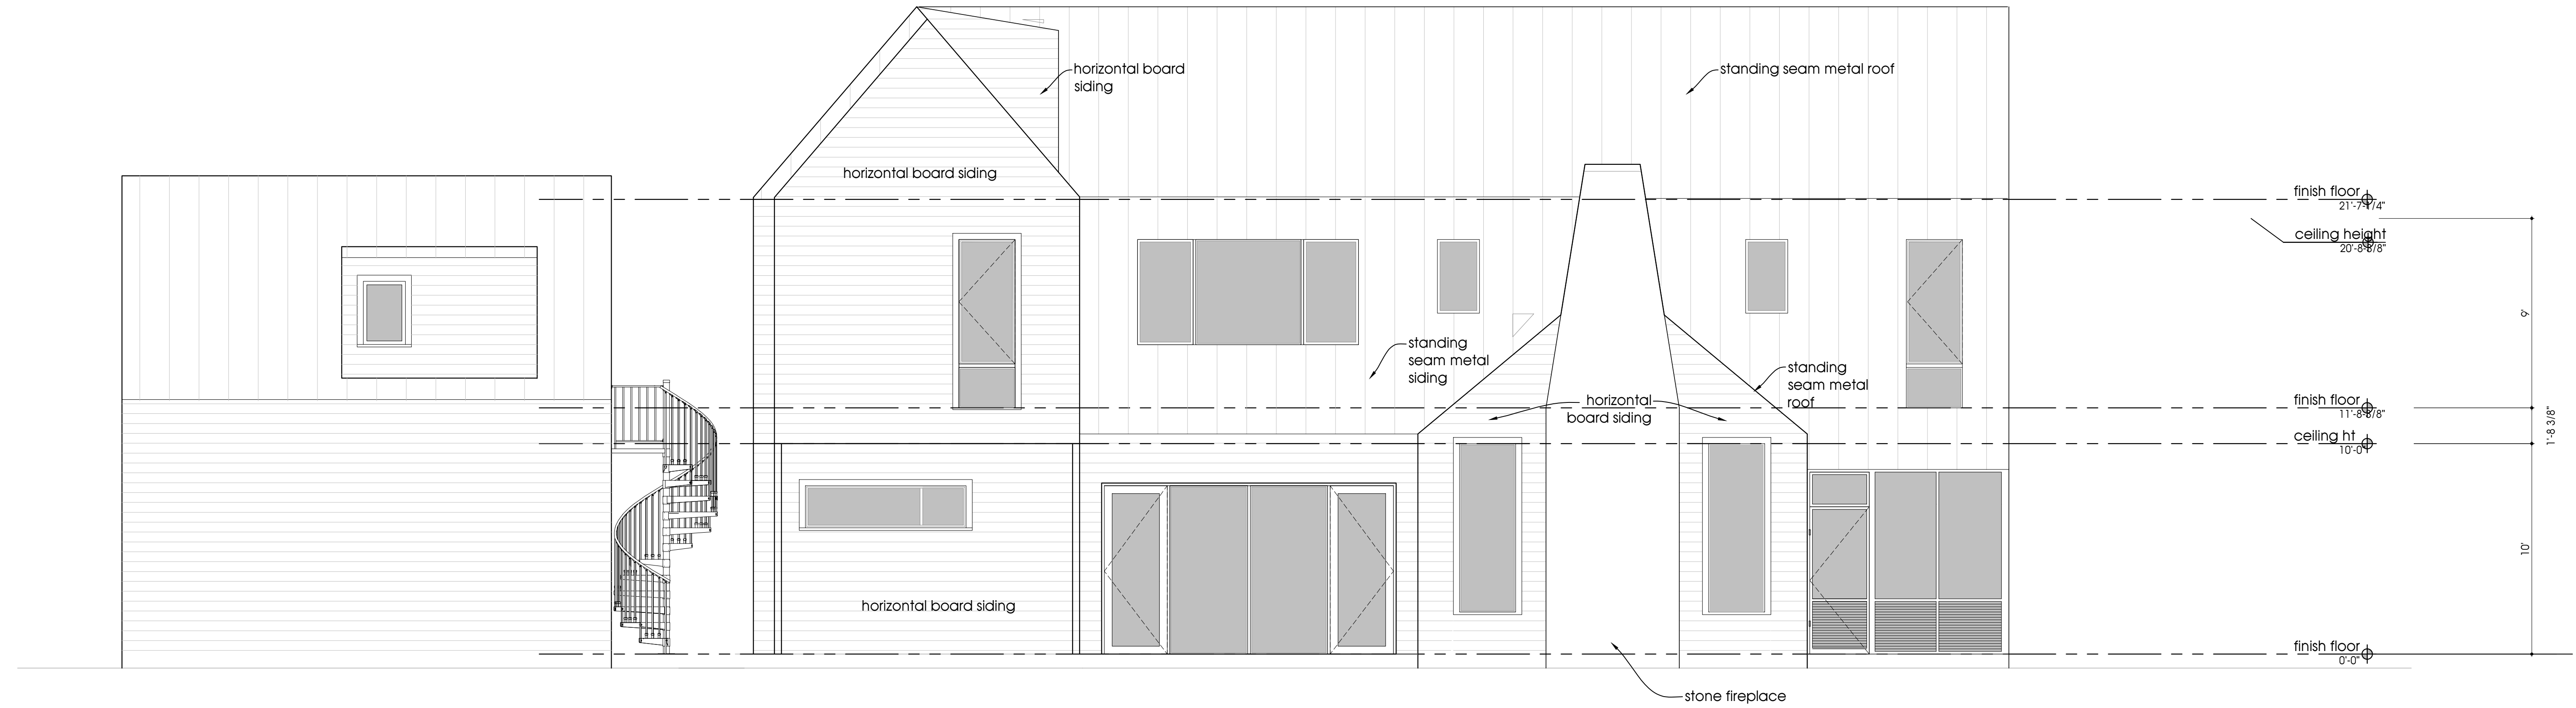 horizontal board
siding
standing seam metal roof
horizontal board siding
finish floor
21'-7-1/4"
ceiling height
20'-8-3/8"
9'
standing
seam metal
siding
standing
seam metal
roof
horizontal
board siding
finish floor
11'-8-3/8"
1'-8 3/8"
ceiling ht
10'-0"
10'
horizontal board siding
finish floor
0'-0"
stone fireplace